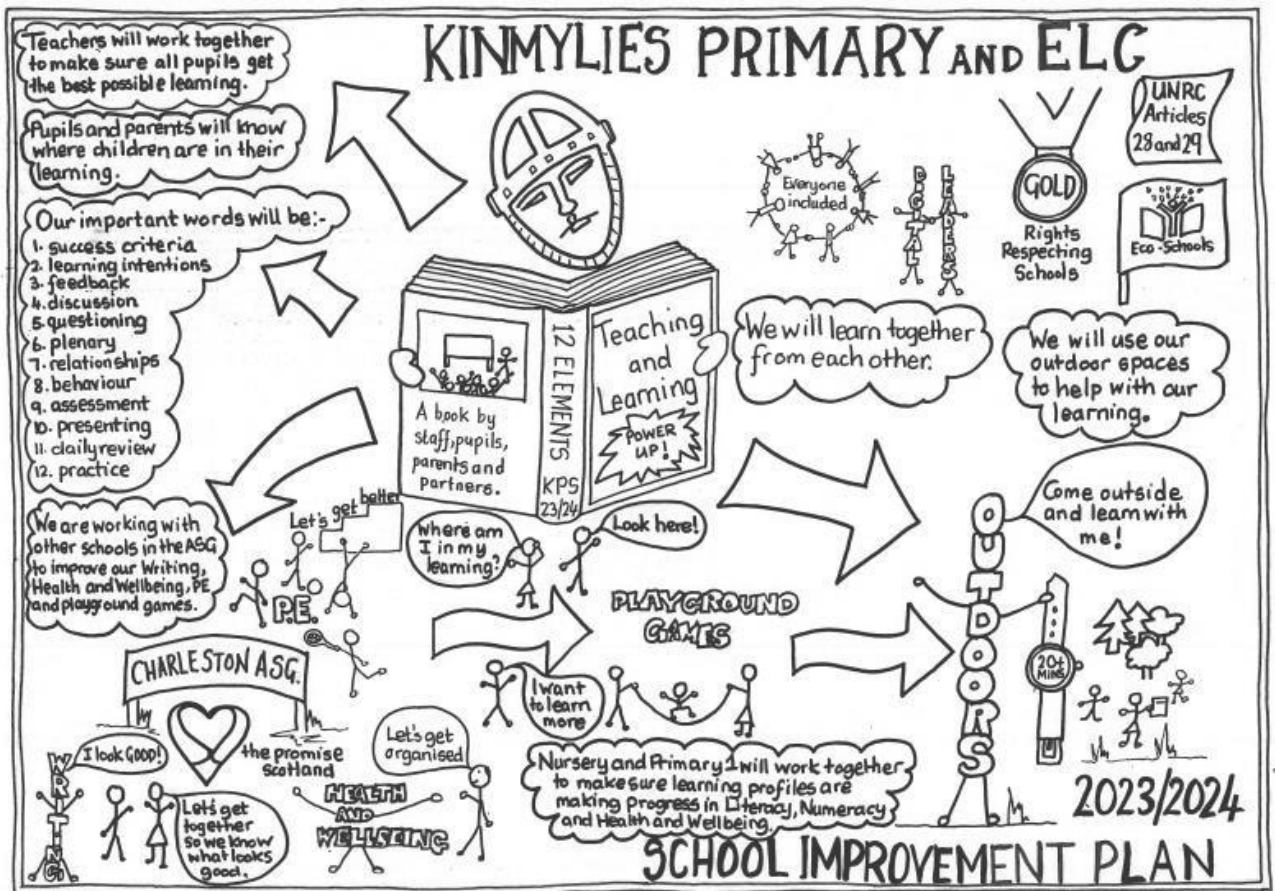 KINMYLIES PRIMARY AND ELG
Teachers will work together
to make sure all pupils get
the best possible learning.
Pupils and parents will know
where children are in their
learning.
Our important words will be:-
1. success criteria
2. learning intentions
3. feedback
4. discussion
5. questioning
6. plenary
7. relationships
8. behaviour
9. assessment
10. presenting
11. daily review
12. practice
We are working with
other schools in the ASG
to improve our Writing,
Health and Wellbeing, PE
and playground games.
A book by
staff, pupils,
parents and
partners.
12 ELEMENTS
KPS
23/24
Teaching
and
Learning
POWER
UP!
Everyone
included
DIGITAL
LEADERS
GOLD
Rights
Respecting
Schools
UNRC
Articles
28 and 29
Eco-Schools
We will learn together
from each other.
We will use our
outdoor spaces
to help with our
learning.
Let's get better
P.E.
Where am
I in my
learning?
Look here!
PLAYGROUND
GAMES
I want
to learn
more
OUTDOORS
Come outside
and learn with
me!
20+
MINS
CHARLESTON ASG.
the promise
scotland
WRITING
I look GOOD!
Let's get
together
so we know
what looks
good.
HEALTH
AND
WELLBEING
Let's get
organised
Nursery and Primary 1 will work together
to make sure learning profiles are
making progress in Literacy, Numeracy
and Health and Wellbeing.
2023/2024
SCHOOL IMPROVEMENT PLAN